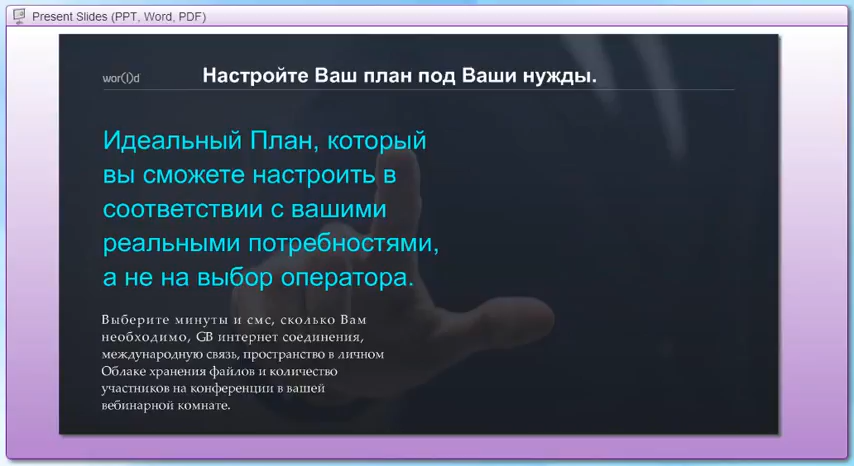 Present Slides (PPT, Word, PDF)
wor(l)d
Настройте Ваш план под Ваши нужды.
Идеальный План, который
вы сможете настроить в
соответствии с вашими
реальными потребностями,
а не на выбор оператора.
Выберите минуты и смс, сколько Вам
необходимо, GB интернет соединения,
международную связь, пространство в личном
Облаке хранения файлов и количество
участников на конференции в вашей
вебинарной комнате.